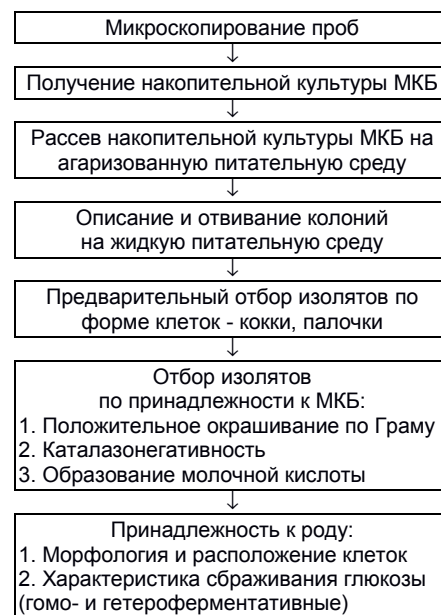 Микроскопирование проб
↓
Получение накопительной культуры МКБ
↓
Рассев накопительной культуры МКБ на
агаризованную питательную среду
↓
Описание и отвивание колоний
на жидкую питательную среду
↓
Предварительный отбор изолятов по
форме клеток - кокки, палочки
↓
Отбор изолятов
по принадлежности к МКБ:
1. Положительное окрашивание по Граму
2. Каталазонегативность
3. Образование молочной кислоты
↓
Принадлежность к роду:
1. Морфология и расположение клеток
2. Характеристика сбраживания глюкозы
(гомо- и гетероферментативные)